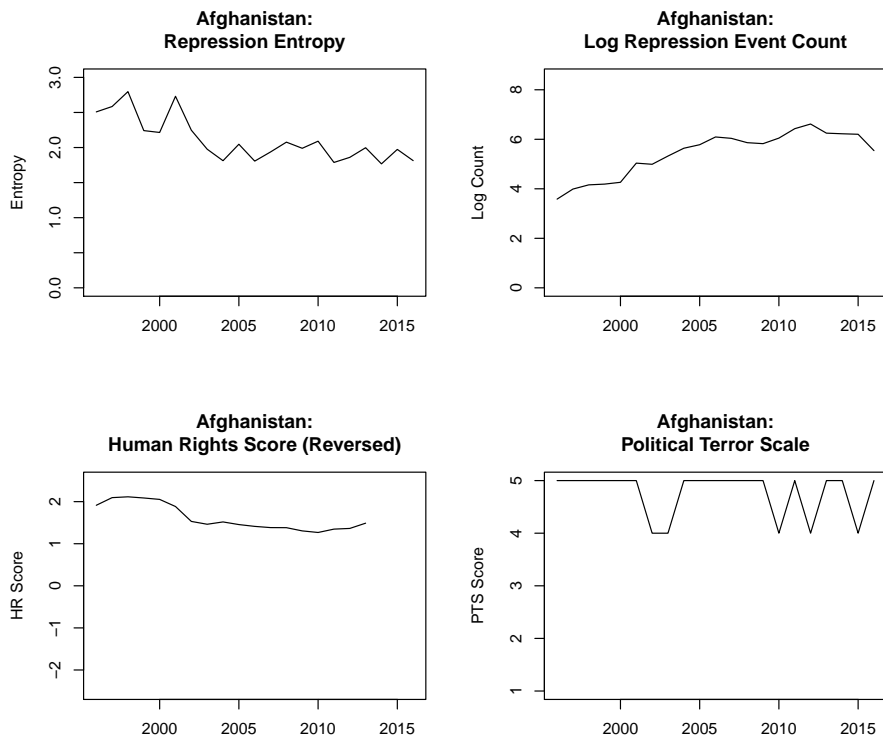 Afghanistan:
Repression Entropy
Entropy
3.0
2.0
1.0
0.0
2000 2005 2010 2015
Afghanistan:
Log Repression Event Count
Log Count
8
6
4
2
0
2000 2005 2010 2015
Afghanistan:
Human Rights Score (Reversed)
HR Score
2
1
0
−1
−2
2000 2005 2010 2015
Afghanistan:
Political Terror Scale
PTS Score
5
4
3
2
1
2000 2005 2010 2015